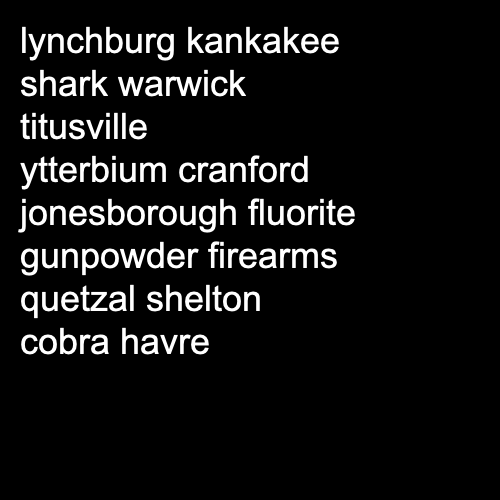 lynchburg kankakee
shark warwick
titusville
ytterbium cranford
jonesborough fluorite
gunpowder firearms
quetzal shelton
cobra havre